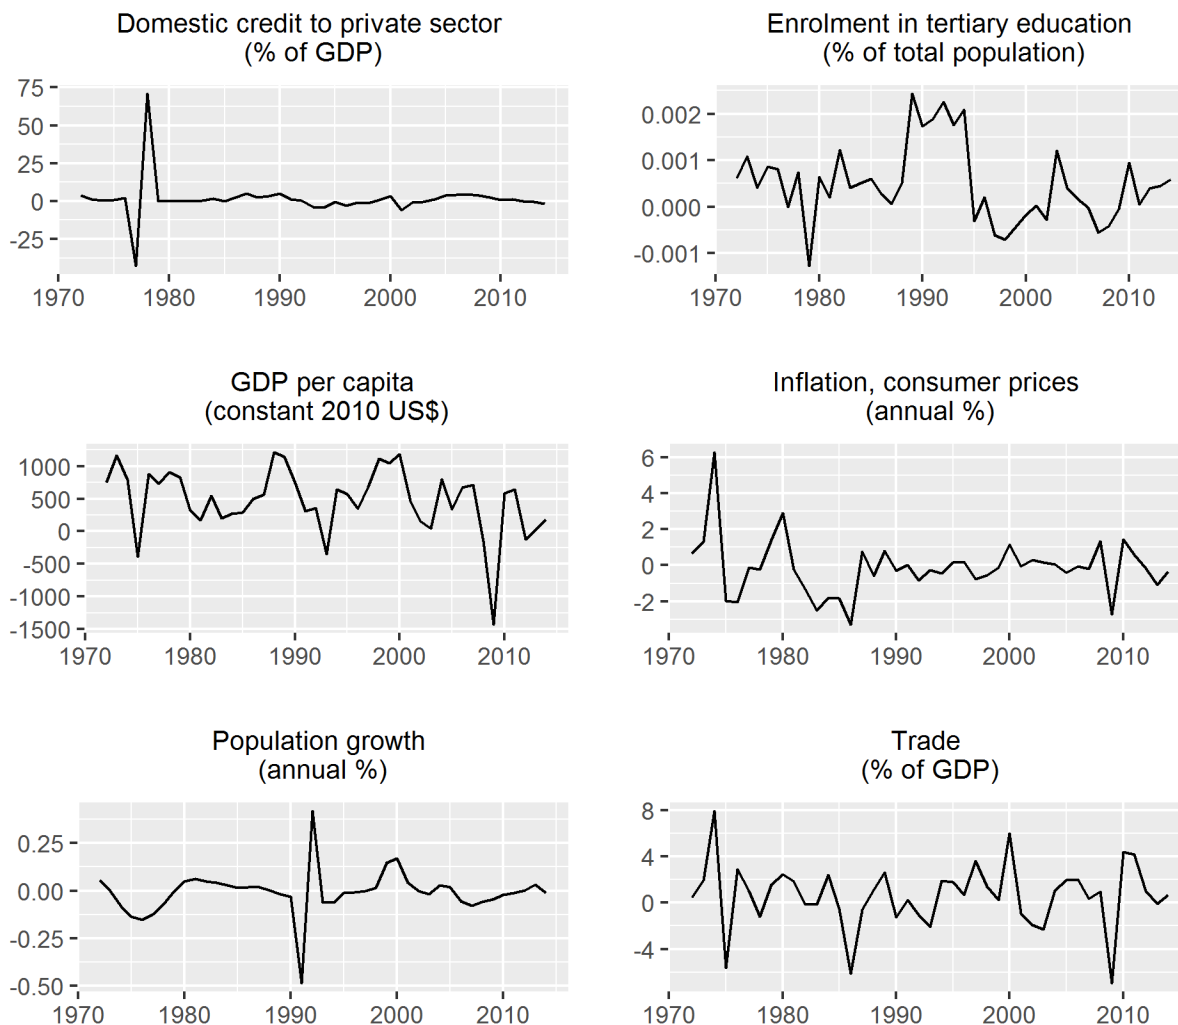 Domestic credit to private sector
(% of GDP)
75
50
25
0
-25
1970 1980 1990 2000 2010
Enrolment in tertiary education
(% of total population)
0.002
0.001
0.000
-0.001
1970 1980 1990 2000 2010
GDP per capita
(constant 2010 US$)
1000
500
0
-500
-1000
-1500
1970 1980 1990 2000 2010
Inflation, consumer prices
(annual %)
6
4
2
0
-2
1970 1980 1990 2000 2010
Population growth
(annual %)
0.25
0.00
-0.25
-0.50
1970 1980 1990 2000 2010
Trade
(% of GDP)
8
4
0
-4
1970 1980 1990 2000 2010